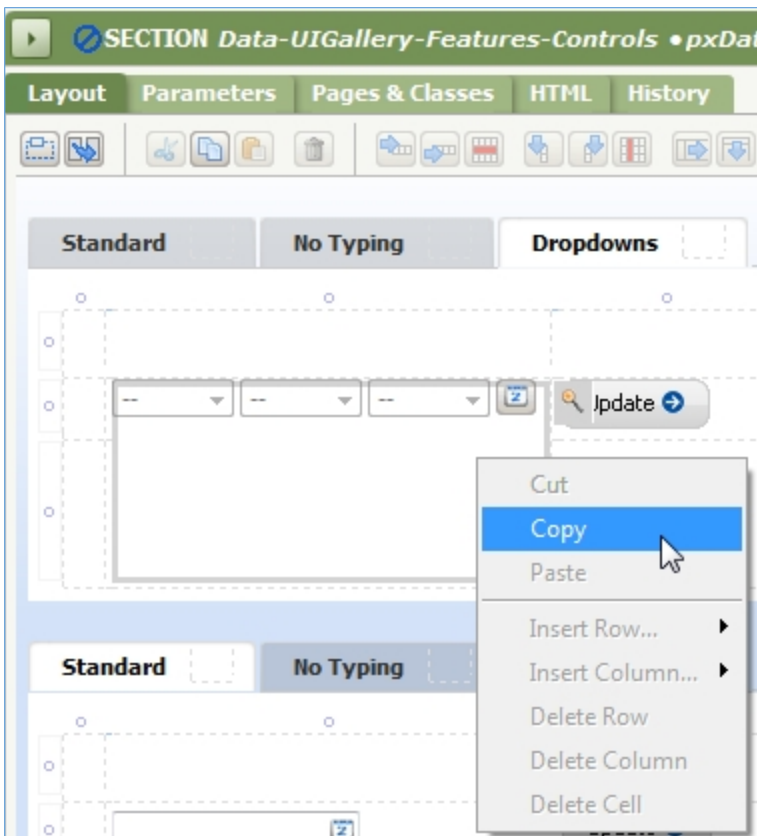 SECTION Data-UIGallery-Features-Controls •pxDat
Layout Parameters Pages & Classes HTML History
Standard No Typing Dropdowns
-- -- -- Update
Cut
Copy
Paste
Insert Row...
Standard No Typing Insert Column...
Delete Row
Delete Column
Delete Cell